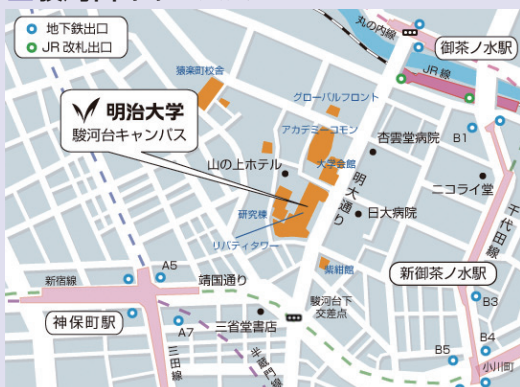 地下鉄出口
JR 改札出口
丸の内線
御茶ノ水駅
JR 線
猿楽町校舎
グローバルフロント
明治大学
駿河台キャンパス
アカデミーコモン
杏雲堂病院
B1
大学会館
山の上ホテル
明大通り
ニコライ堂
研究棟
日大病院
千代田線
リバティタワー
紫紺館
新御茶ノ水駅
新宿線
A5
靖国通り
駿河台下
交差点
B3
神保町駅
A7
三省堂書店
三田線
半蔵門線
B4
B5
小川町